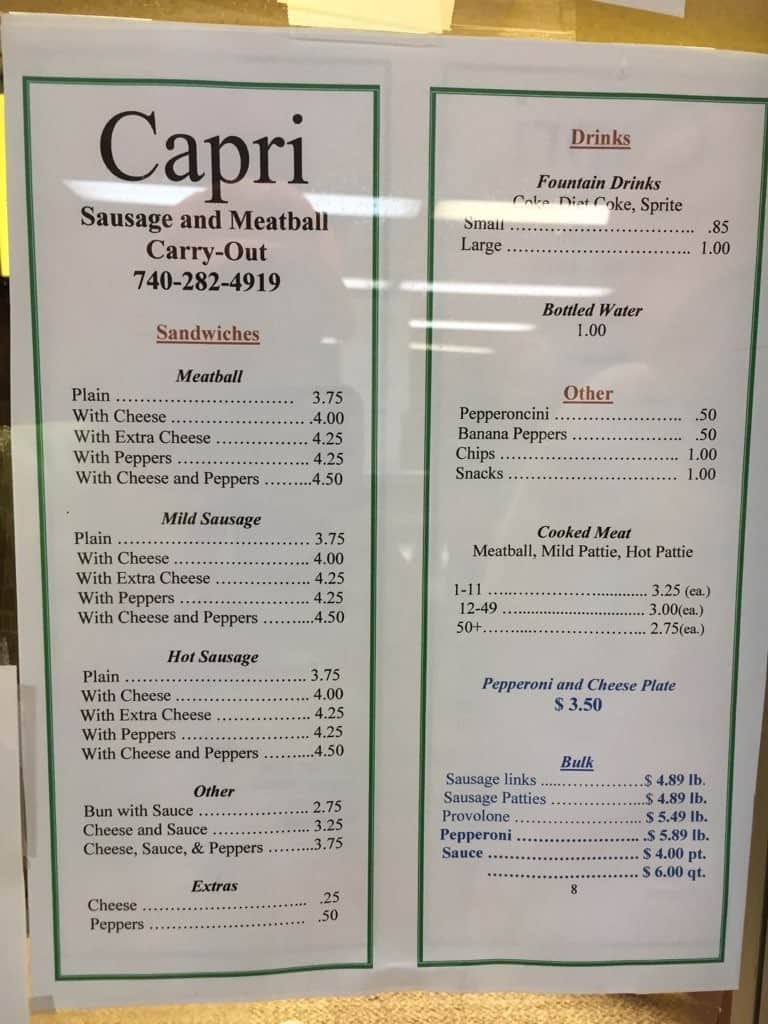 Capri
Sausage and Meatball
Carry-Out
740-282-4919
Sandwiches
Meatball
Plain ............................ 3.75
With Cheese ..................... .4.00
With Extra Cheese .............. 4.25
With Peppers .................... 4.25
With Cheese and Peppers .........4.50
Mild Sausage
Plain ............................... 3.75
With Cheese ..................... 4.00
With Extra Cheese .............. 4.25
With Peppers .................... 4.25
With Cheese and Peppers .........4.50
Hot Sausage
Plain .............................. 3.75
With Cheese ..................... 4.00
With Extra Cheese .............. 4.25
With Peppers .................... 4.25
With Cheese and Peppers .........4.50
Other
Bun with Sauce ................. 2.75
Cheese and Sauce ............... 3.25
Cheese, Sauce, & Peppers ........3.75
Extras
Cheese ........................... .25
Peppers .......................... .50
Drinks
Fountain Drinks
Coke, Diet Coke, Sprite
Small ............................... .85
Large ............................... 1.00
Bottled Water
1.00
Other
Pepperoncini ..................... .50
Banana Peppers .................. .50
Chips .............................. 1.00
Snacks ............................ 1.00
Cooked Meat
Meatball, Mild Pattie, Hot Pattie
1-11 ............................ 3.25 (ea.)
12-49 ............................ 3.00(ea.)
50+............................ 2.75(ea.)
Pepperoni and Cheese Plate
$ 3.50
Bulk
Sausage links ....................$ 4.89 lb.
Sausage Patties .................$ 4.89 lb.
Provolone ...................... $ 5.49 lb.
Pepperoni ...................... .$ 5.89 lb.
Sauce .......................... $ 4.00 pt.
.......................... $ 6.00 qt.
8